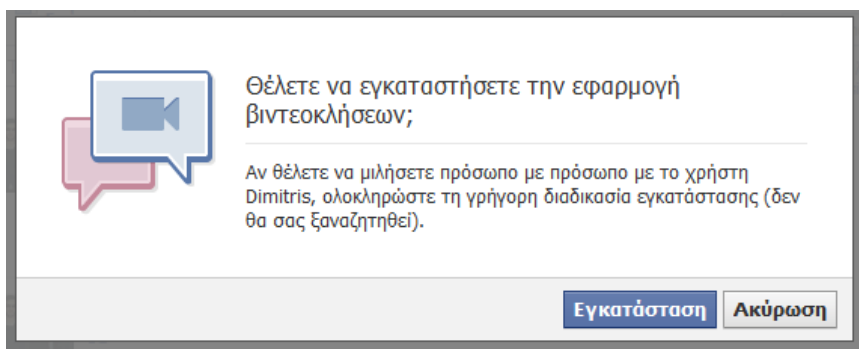 Θέλετε να εγκαταστήσετε την εφαρμογή
βιντεοκλήσεων;
Αν θέλετε να μιλήσετε πρόσωπο με πρόσωπο με το χρήστη
Dimitris, ολοκληρώστε τη γρήγορη διαδικασία εγκατάστασης (δεν
θα σας ξαναζητηθεί).
Εγκατάσταση Ακύρωση